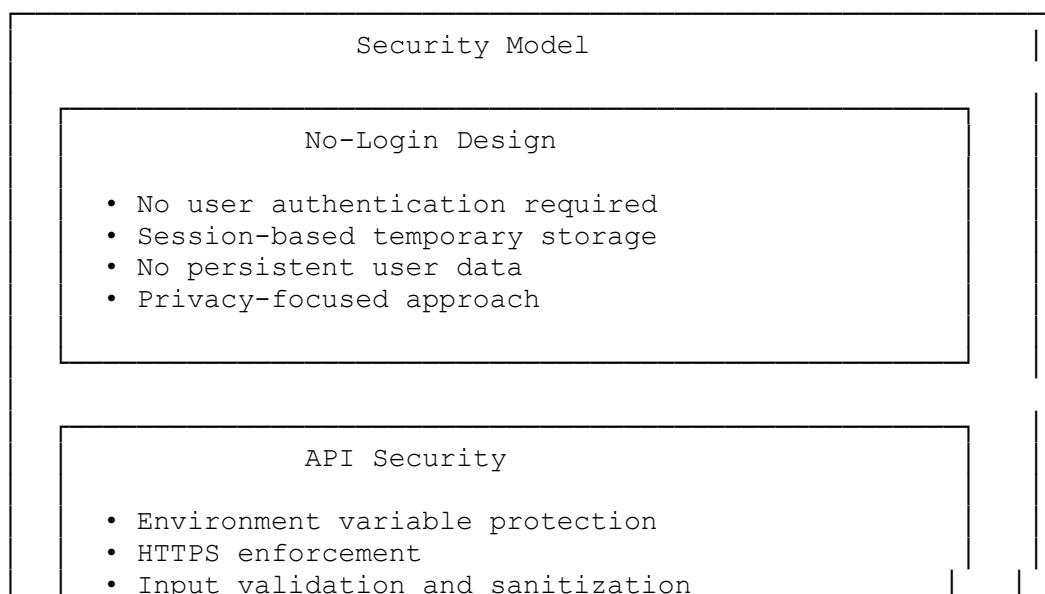 Security Model
No-Login Design
• No user authentication required
• Session-based temporary storage
• No persistent user data
• Privacy-focused approach
API Security
• Environment variable protection
• HTTPS enforcement
• Input validation and sanitization